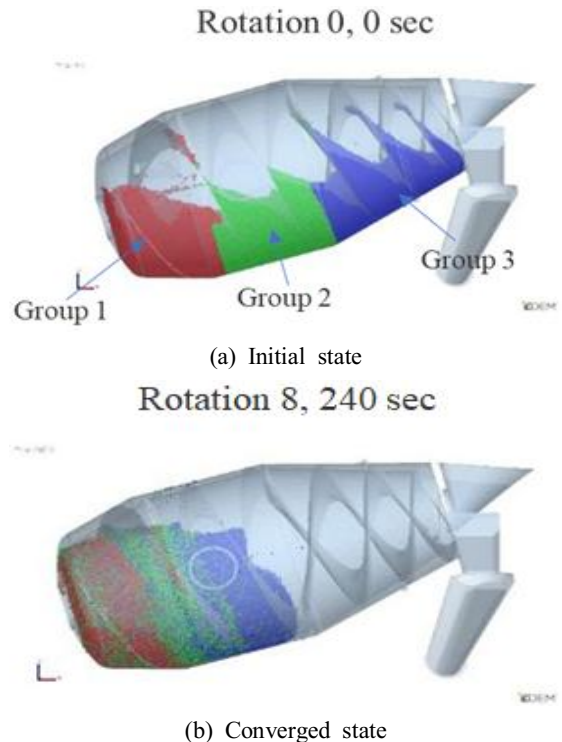 Rotation 0, 0 sec
Group 3
Group 2
Group 1
(a) Initial state
Rotation 8, 240 sec
(b) Converged state